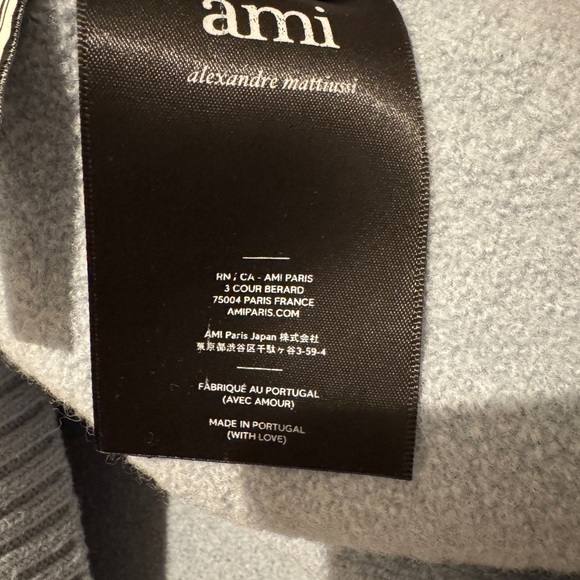 ami
alexandre mattiussi
RN / CA - AMI PARIS
3 COUR BERARD
75004 PARIS FRANCE
AMIPARIS.COM
AMI Paris Japan 株式会社
東京都渋谷区千駄ヶ谷3-59-4
FABRIQUÉ AU PORTUGAL
(AVEC AMOUR)
MADE IN PORTUGAL
(WITH LOVE)